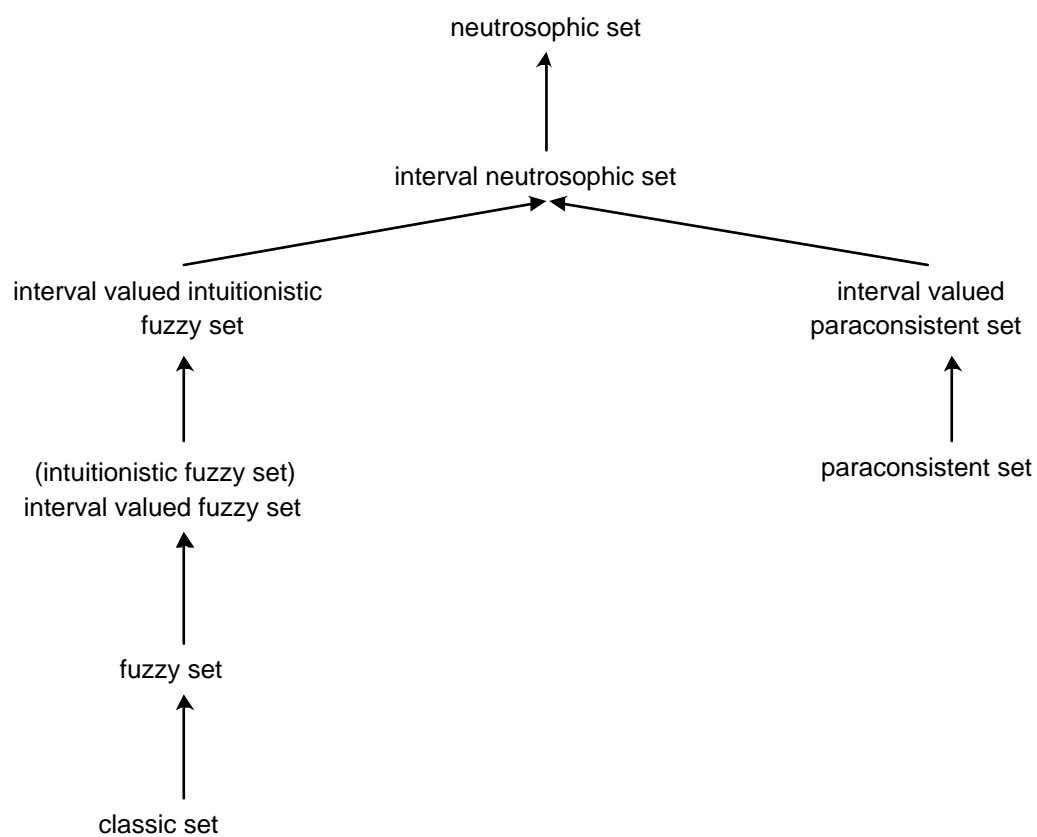 neutrosophic set
interval neutrosophic set
interval valued intuitionistic
fuzzy set
interval valued
paraconsistent set
(intuitionistic fuzzy set)
interval valued fuzzy set
paraconsistent set
fuzzy set
classic set